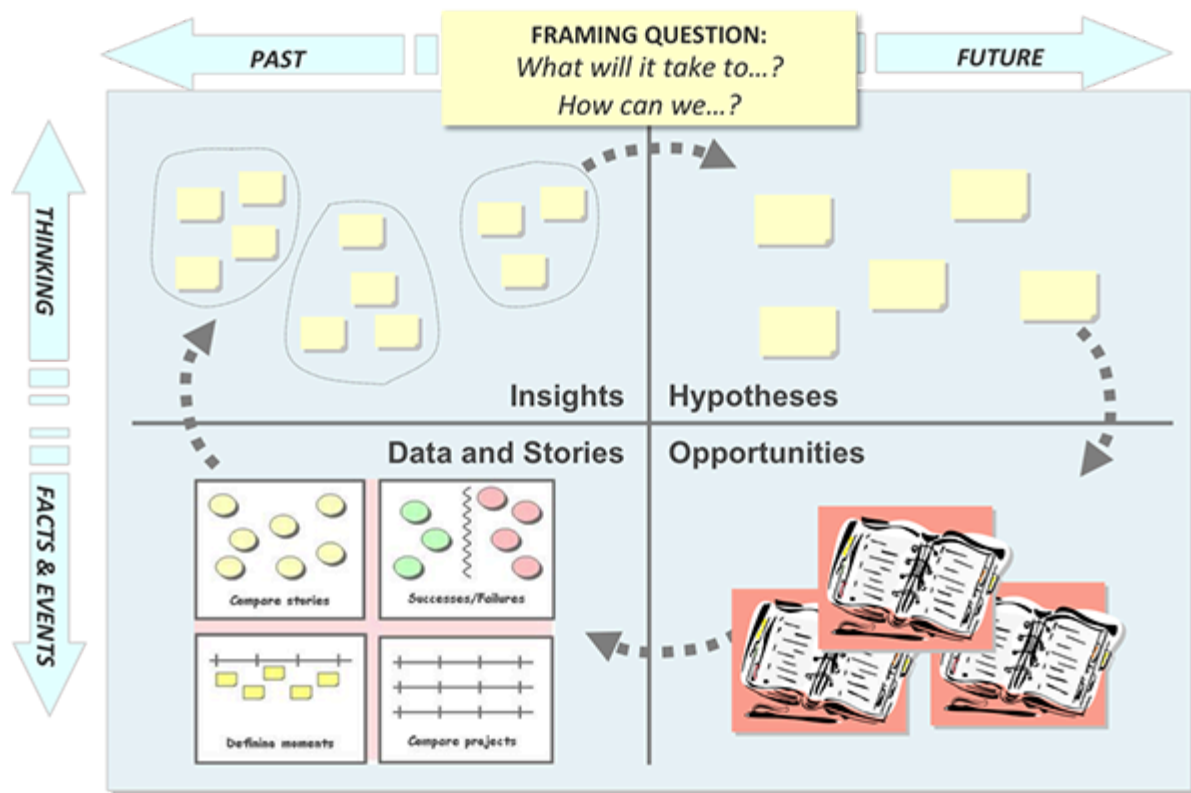 FRAMING QUESTION:
What will it take to...?
How can we...?
PAST
FUTURE
THINKING
FACTS & EVENTS
Insights
Hypotheses
Data and Stories
Opportunities
Compare stories
Successes/Failures
Defining moments
Compare projects